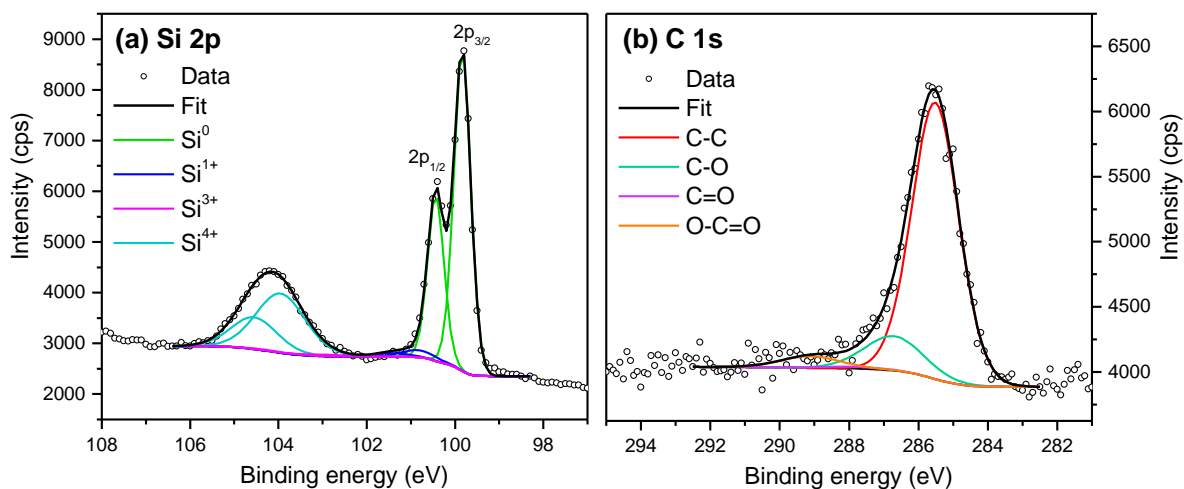 (a) Si 2p
Data
Fit
Si⁰
Si¹⁺
Si³⁺
Si⁴⁺
2p₃/₂
2p₁/₂
9000
8000
7000
6000
5000
4000
3000
2000
Intensity (cps)
108 106 104 102 100 98
Binding energy (eV)
(b) C 1s
Data
Fit
C-C
C-O
C=O
O-C=O
6500
6000
5500
5000
4500
4000
Intensity (cps)
294 292 290 288 286 284 282
Binding energy (eV)